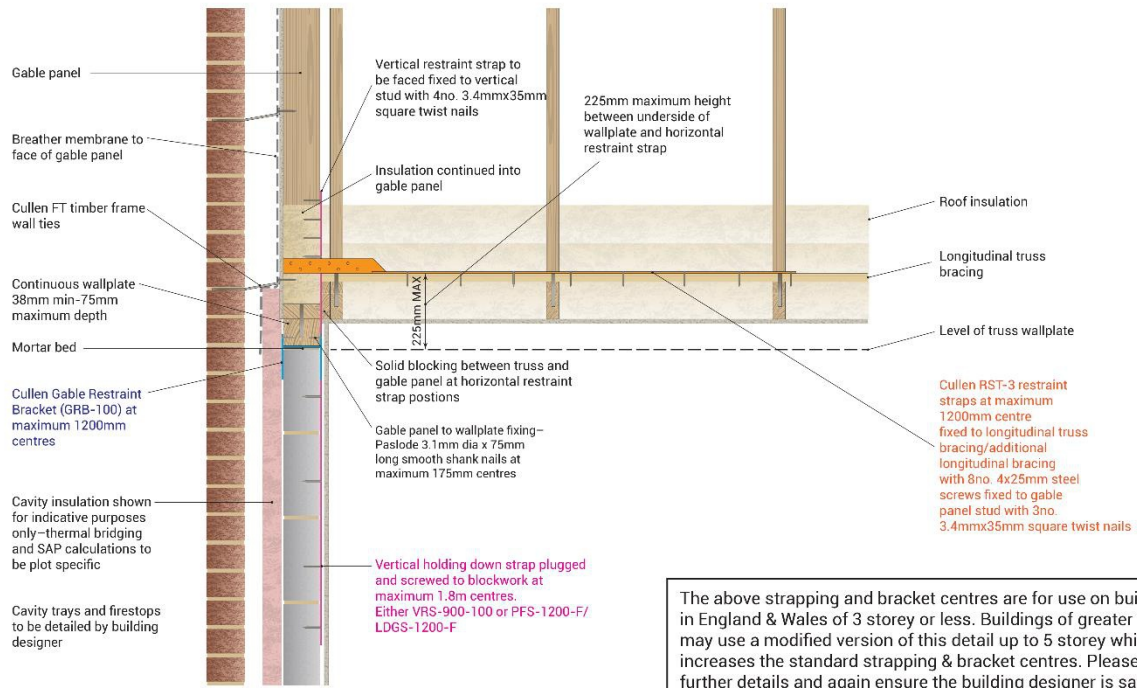 Gable panel
Breather membrane to
face of gable panel
Cullen FT timber frame
wall ties
Continuous wallplate
38mm min-75mm
maximum depth
Mortar bed
Cullen Gable Restraint
Bracket (GRB-100) at
maximum 1200mm
centres
Cavity insulation shown
for indicative purposes
only–thermal bridging
and SAP calculations to
be plot specific
Cavity trays and firestops
to be detailed by building
designer
Vertical restraint strap to
be faced fixed to vertical
stud with 4no. 3.4mmx35mm
square twist nails
Insulation continued into
gable panel
225mm maximum height
between underside of
wallplate and horizontal
restraint strap
225mm MAX
Solid blocking between truss and
gable panel at horizontal restraint
strap postions
Gable panel to wallplate fixing–
Paslode 3.1mm dia x 75mm
long smooth shank nails at
maximum 175mm centres
Vertical holding down strap plugged
and screwed to blockwork at
maximum 1.8m centres.
Either VRS-900-100 or PFS-1200-F/
LDGS-1200-F
Roof insulation
Longitudinal truss
bracing
Level of truss wallplate
Cullen RST-3 restraint
straps at maximum
1200mm centre
fixed to longitudinal truss
bracing/additional
longitudinal bracing
with 8no. 4x25mm steel
screws fixed to gable
panel stud with 3no.
3.4mmx35mm square twist nails
The above strapping and bracket centres are for use on bui
in England & Wales of 3 storey or less. Buildings of greater
may use a modified version of this detail up to 5 storey whi
increases the standard strapping & bracket centres. Please
further details and again ensure the building designer is sa